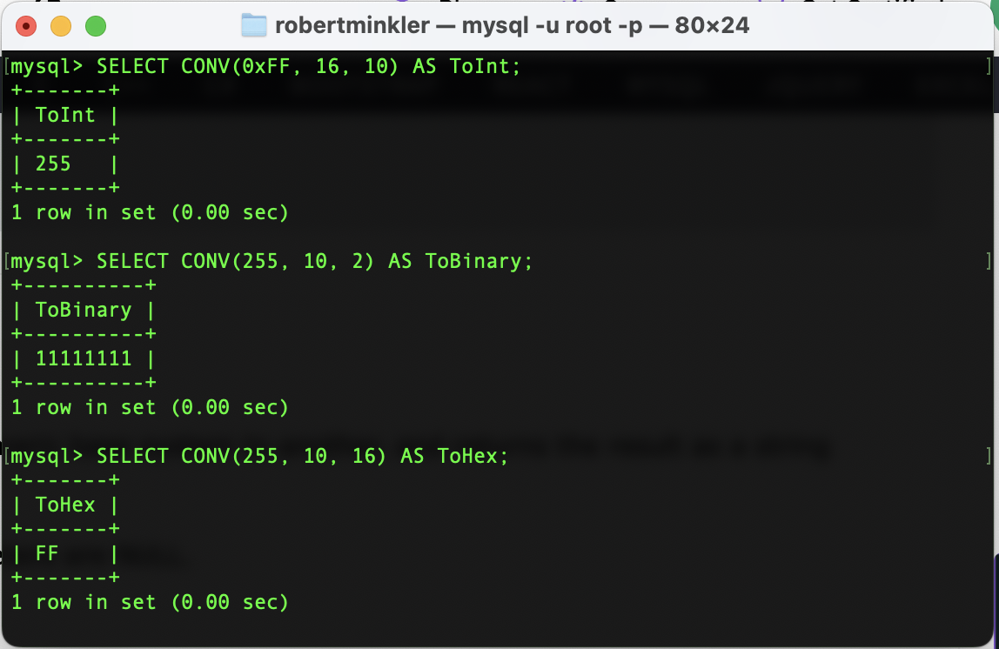 robertminkler — mysql -u root -p — 80×24
[mysql> SELECT CONV(0xFF, 16, 10) AS ToInt; ]
+-------+
| ToInt |
+-------+
| 255   |
+-------+
1 row in set (0.00 sec)
[mysql> SELECT CONV(255, 10, 2) AS ToBinary; ]
+----------+
| ToBinary |
+----------+
| 11111111 |
+----------+
1 row in set (0.00 sec)
[mysql> SELECT CONV(255, 10, 16) AS ToHex; ]
+-------+
| ToHex |
+-------+
| FF    |
+-------+
1 row in set (0.00 sec)